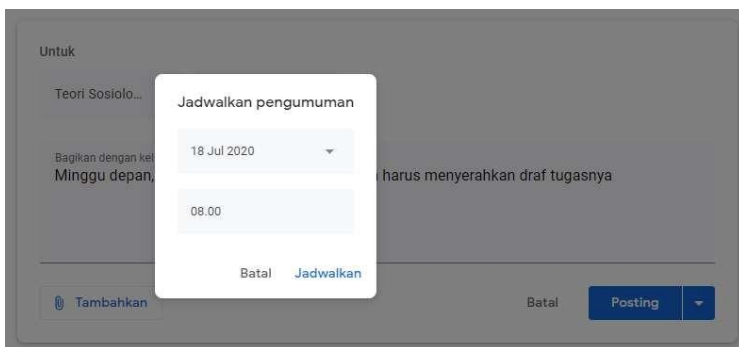 Untuk
Teori Sosiolo...
Jadwalkan pengumuman
18 Jul 2020
Bagikan dengan kel
Minggu depan, harus menyerahkan draf tugasnya
08.00
Batal Jadwalkan
Tambahkan Batal Posting